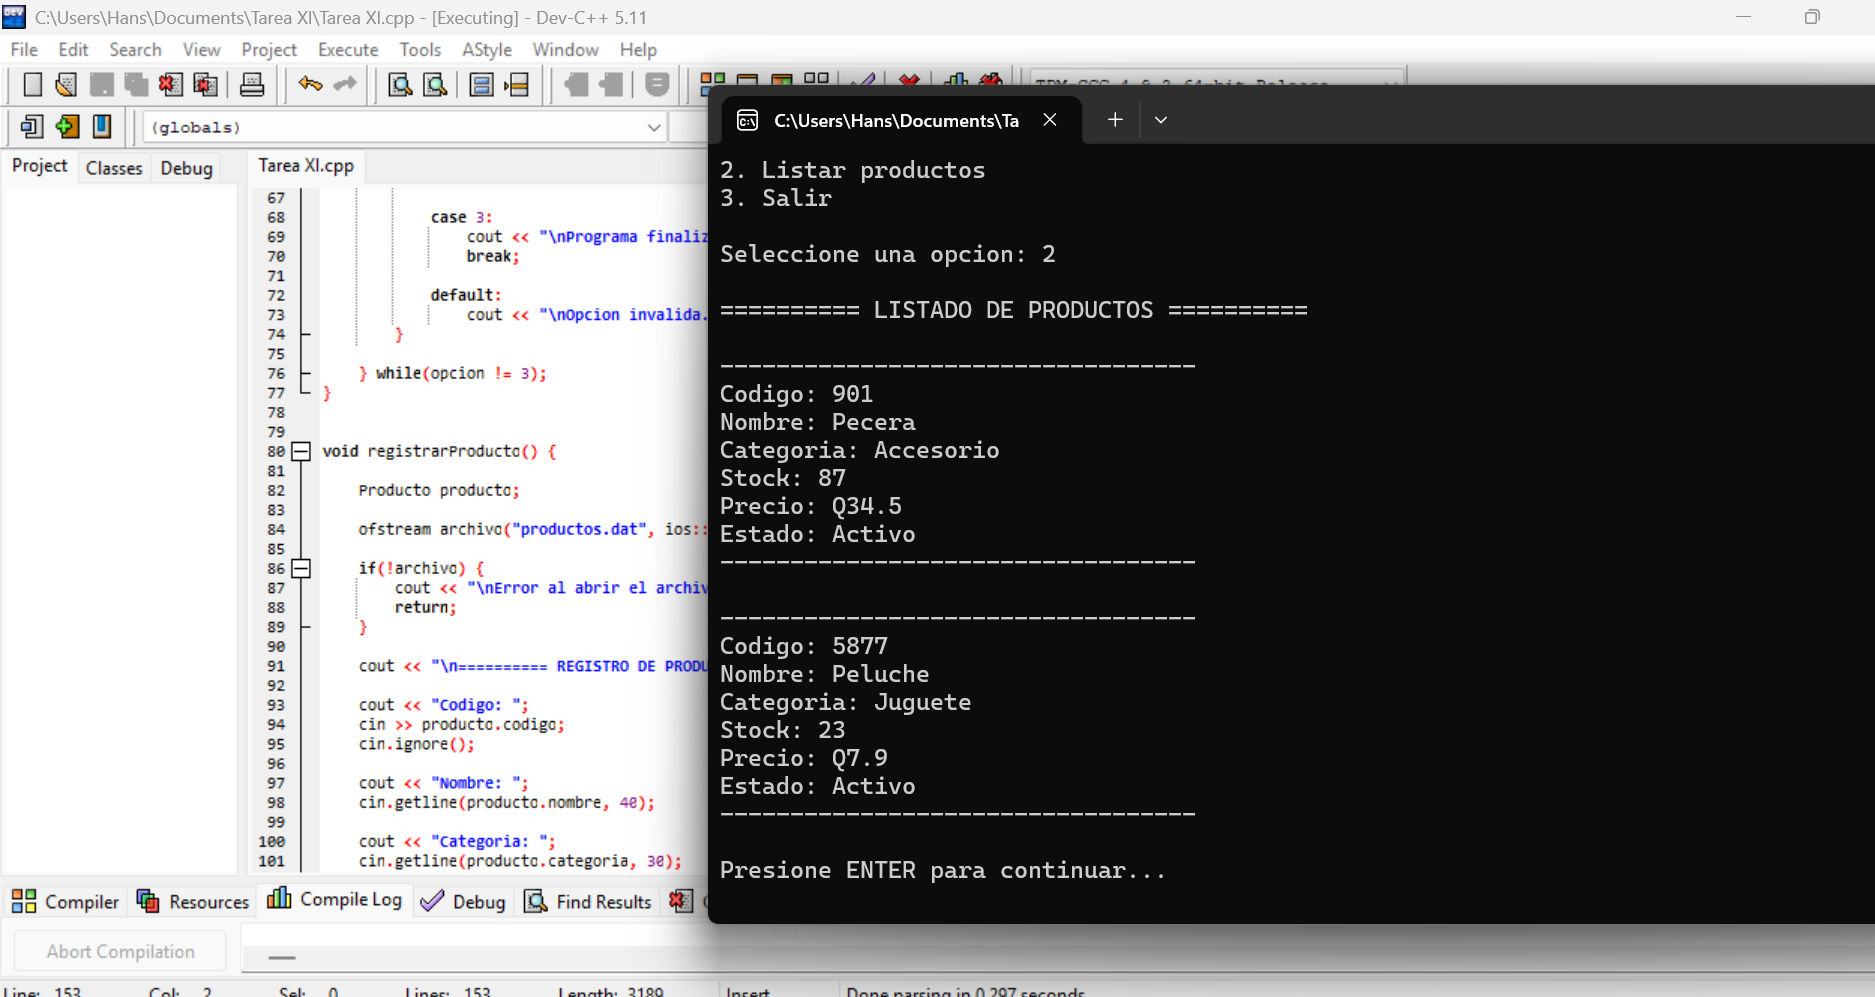 C:\Users\Hans\Documents\Tarea XI\Tarea XI.cpp - [Executing] - Dev-C++ 5.11
File Edit Search View Project Execute Tools AStyle Window Help
(globals)
Project Classes Debug
Tarea XI.cpp
67
68 case 3:
69 cout << "\nPrograma finaliz
70 break;
71
72 default:
73 cout << "\nOpcion invalida.
74 }
75
76 } while(opcion != 3);
77 }
78
79
80 void registrarProducto() {
81
82 Producto producto;
83
84 ofstream archivo("productos.dat", ios::
85
86 if(!archivo) {
87 cout << "\nError al abrir el archiv
88 return;
89 }
90
91 cout << "\n========== REGISTRO DE PRODU
92
93 cout << "Codigo: ";
94 cin >> producto.codigo;
95 cin.ignore();
96
97 cout << "Nombre: ";
98 cin.getline(producto.nombre, 40);
99
100 cout << "Categoria: ";
101 cin.getline(producto.categoria, 30);
C:\Users\Hans\Documents\Ta
2. Listar productos
3. Salir
Seleccione una opcion: 2
========== LISTADO DE PRODUCTOS ==========
----------------------------------
Codigo: 901
Nombre: Pecera
Categoria: Accesorio
Stock: 87
Precio: Q34.5
Estado: Activo
----------------------------------
----------------------------------
Codigo: 5877
Nombre: Peluche
Categoria: Juguete
Stock: 23
Precio: Q7.9
Estado: Activo
----------------------------------
Presione ENTER para continuar...
Compiler Resources Compile Log Debug Find Results
Abort Compilation
Line: 153 Col: 2 Sel: 0 Lines: 153 Length: 3189 Insert Done parsing in 0.297 seconds